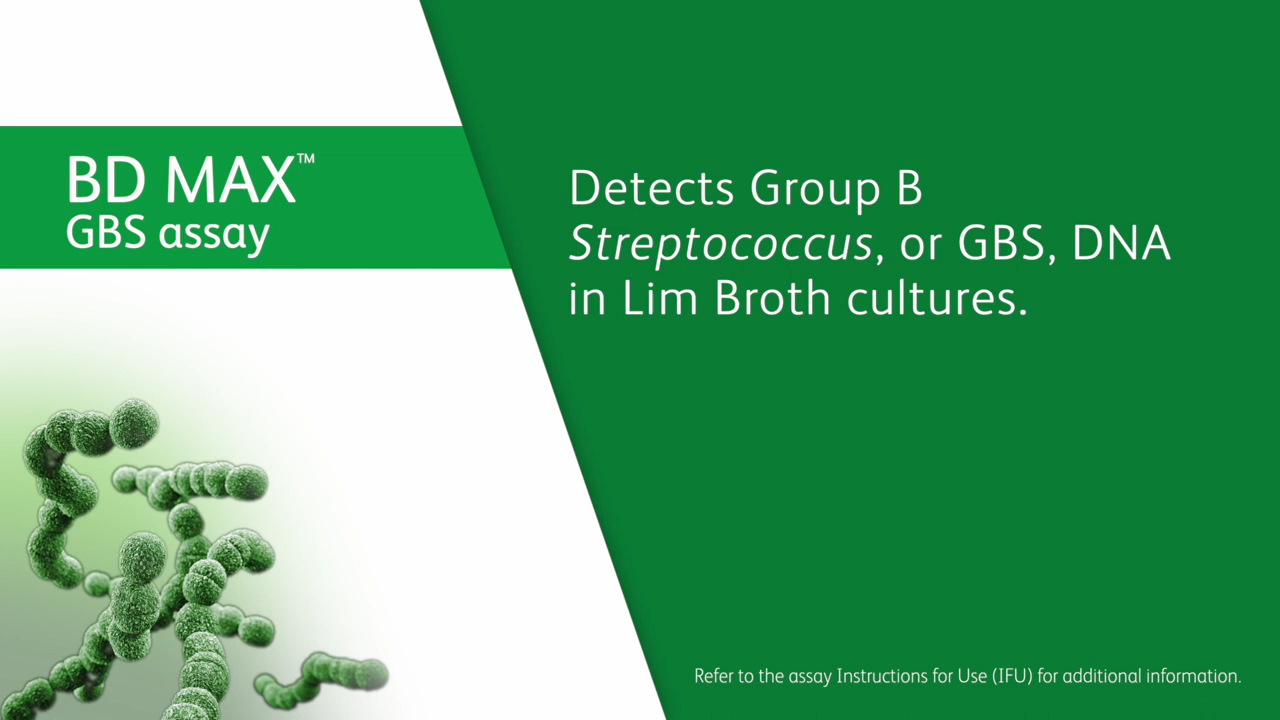 BD MAX™
GBS assay
Detects Group B
Streptococcus, or GBS, DNA
in Lim Broth cultures.
Refer to the assay Instructions for Use (IFU) for additional information.